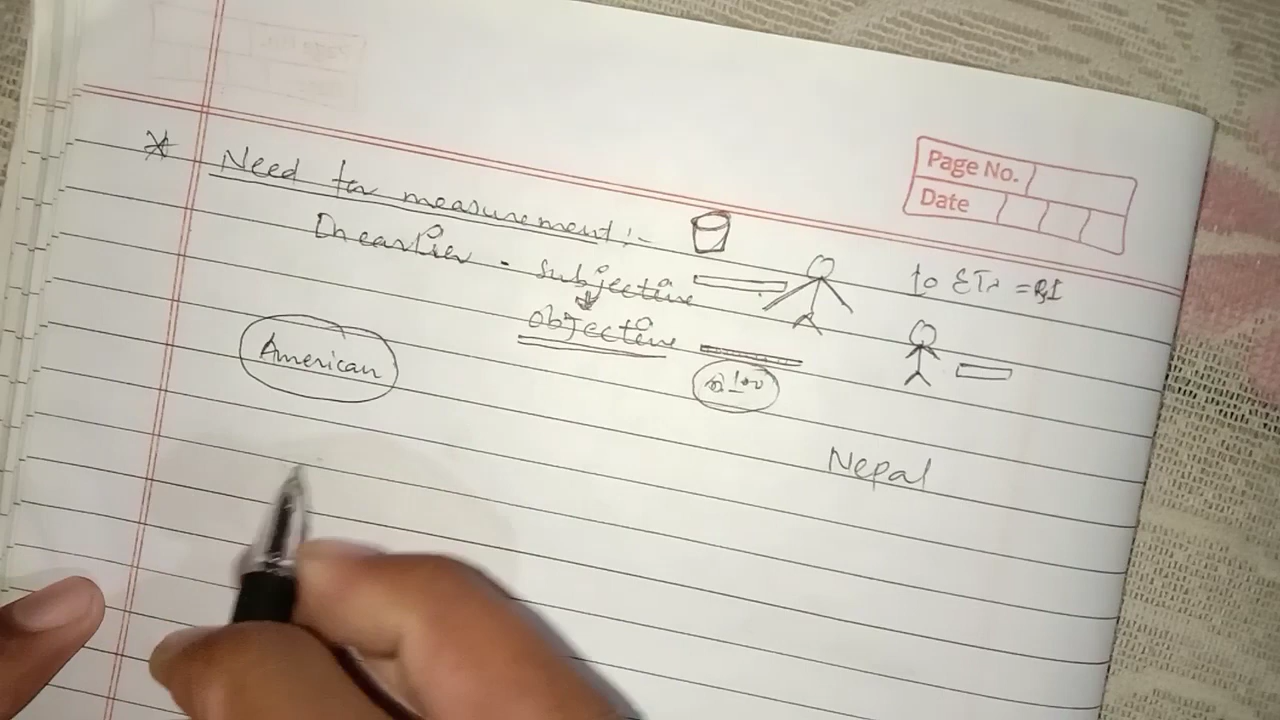 Page No.
Date
* Need for measurement :-
In earlier - subjective
objective
American
Nepal